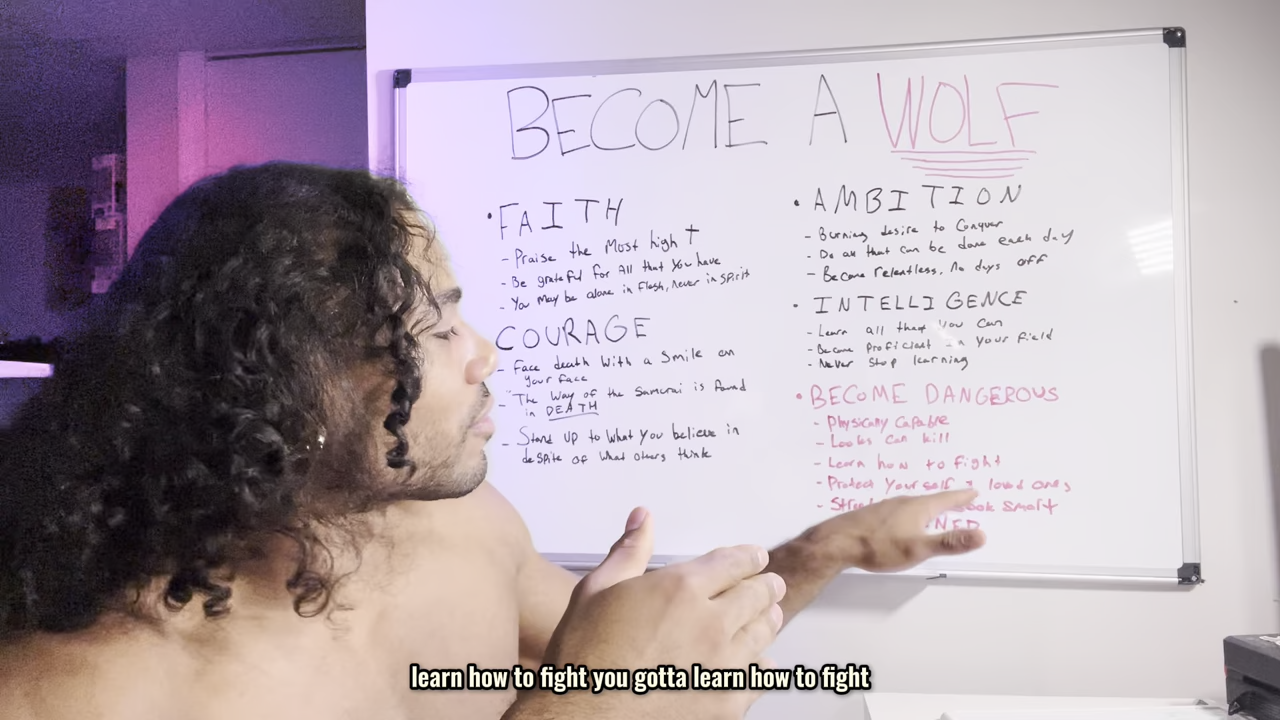 BECOME A WOLF
• FAITH
- Praise the Most high †
- Be grateful for All that You have
- You may be alone in flesh, never in spirit
COURAGE
- Face death With a Smile on
your face
- "The Way of the Samurai is found
in DEATH
- Stand up to What You believe in
despite of What others think
• AMBITION
- Burning desire to Conquer
- Do all that can be done each day
- Become relentless, no days off
• INTELLIGENCE
- Learn all that You can
- Become Proficient in Your field
- Never Stop learning
• BECOME DANGEROUS
- Physically Capable
- Looks Can kill
- Learn how to fight
- Protect Yourself & loved ones
- Smart
learn how to fight you gotta learn how to fight